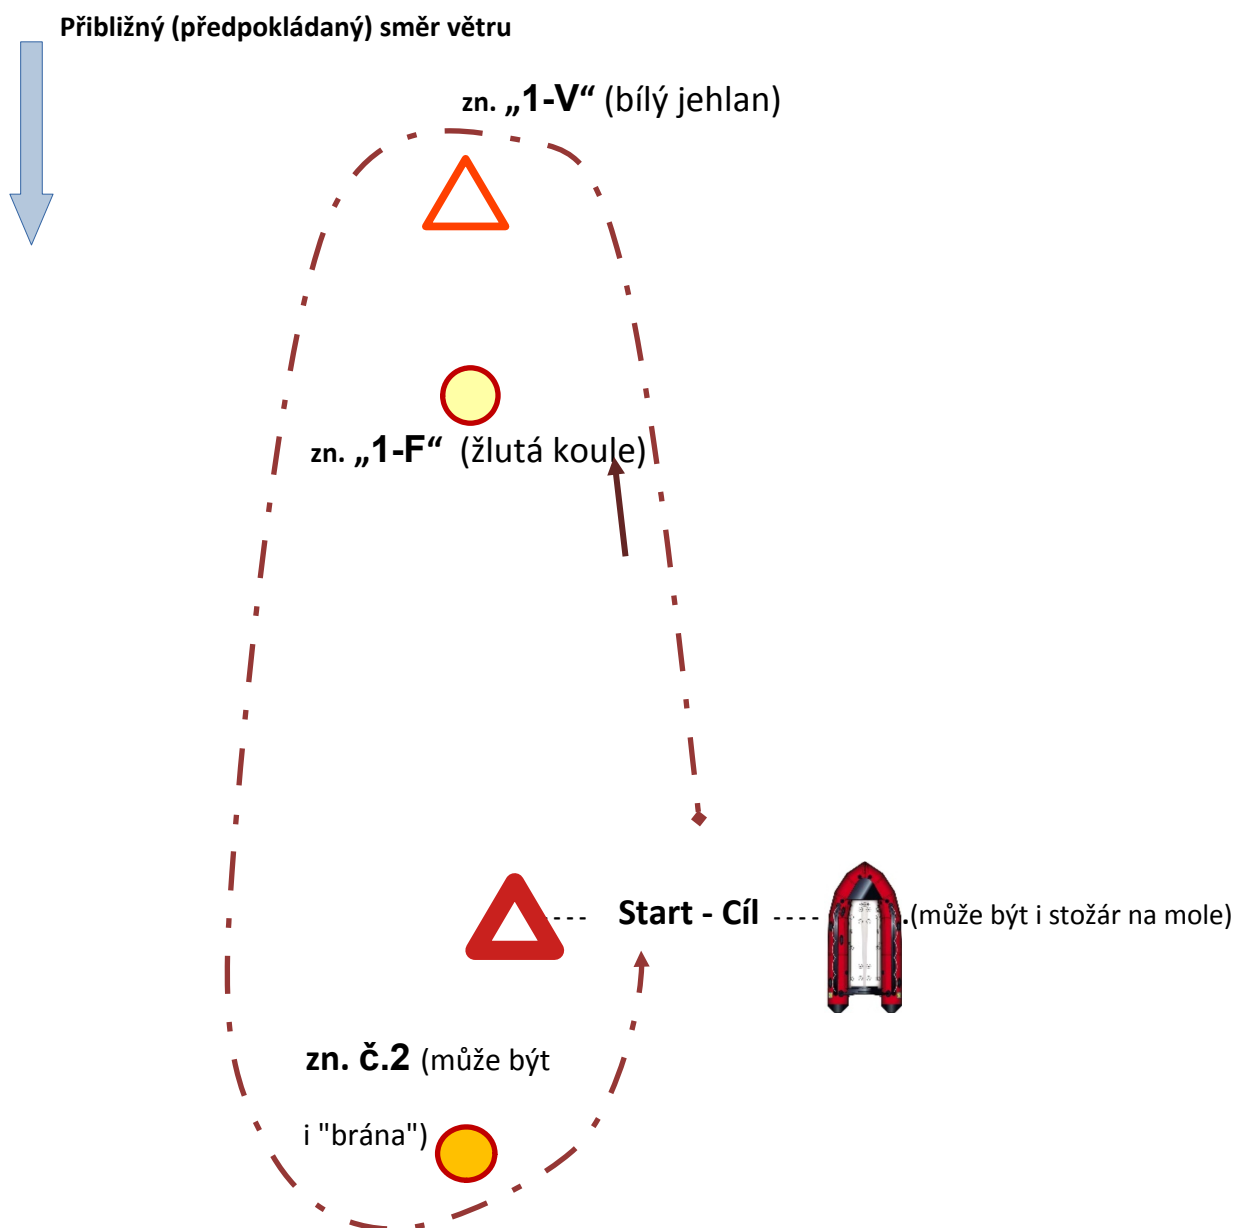 Přibližný (předpokládaný) směr větru
zn. „1-V“ (bílý jehlan)
zn. „1-F“ (žlutá koule)
Start - Cíl
.(může být i stožár na mole)
zn. č.2 (může být
i "brána")